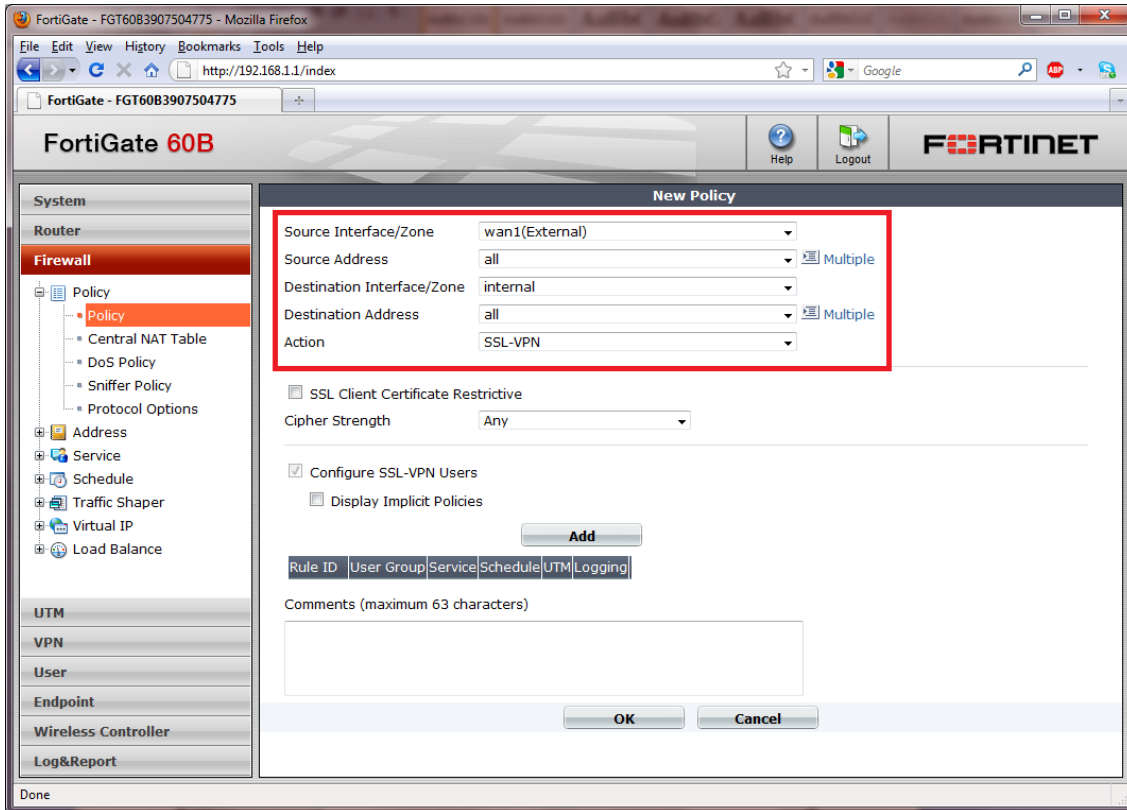 FortiGate - FGT60B3907504775 - Mozilla Firefox
File Edit View History Bookmarks Tools Help
http://192.168.1.1/index
Google
ABP
FortiGate - FGT60B3907504775
FortiGate 60B
Help
Logout
FORTINET
System
Router
Firewall
Policy
Policy
Central NAT Table
DoS Policy
Sniffer Policy
Protocol Options
Address
Service
Schedule
Traffic Shaper
Virtual IP
Load Balance
UTM
VPN
User
Endpoint
Wireless Controller
Log&Report
New Policy
Source Interface/Zone wan1(External)
Source Address all Multiple
Destination Interface/Zone internal
Destination Address all Multiple
Action SSL-VPN
SSL Client Certificate Restrictive
Cipher Strength Any
Configure SSL-VPN Users
Display Implicit Policies
Add
Rule ID User Group Service Schedule UTM Logging
Comments (maximum 63 characters)
OK Cancel
Done